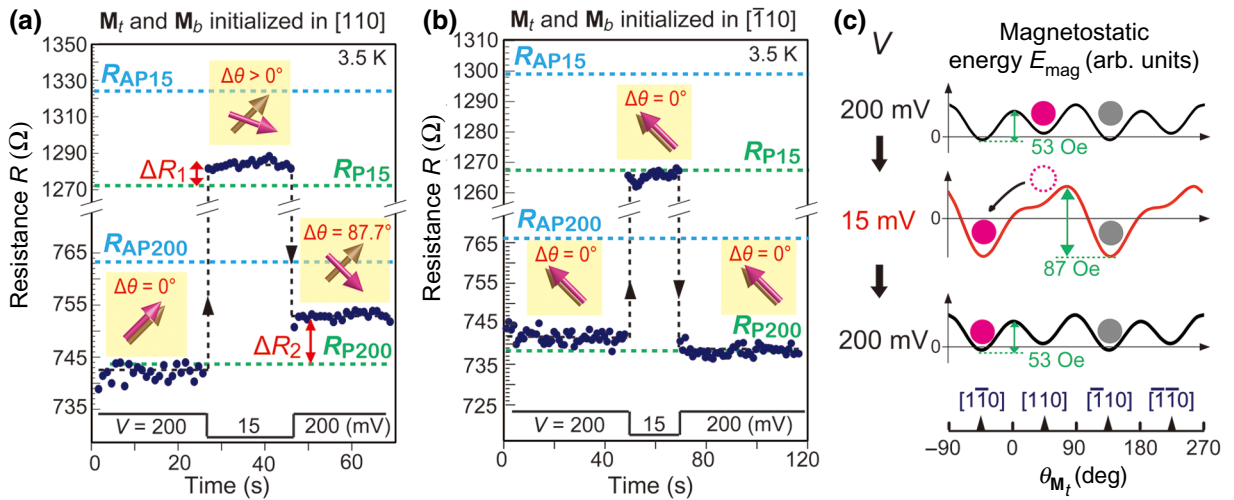 (a) M_t and M_b initialized in [110]
1350
1330
1310
1290
1270
765
755
745
735
Resistance R (Ω)
3.5 K
R_AP15
Δθ > 0°
ΔR_1
R_P15
R_AP200
Δθ = 0°
Δθ = 87.7°
ΔR_2
R_P200
V = 200 15 200 (mV)
0 20 40 60
Time (s)
(b) M_t and M_b initialized in [1̅10]
1310
1300
1290
1280
1270
1260
765
755
745
735
725
Resistance R (Ω)
3.5 K
R_AP15
Δθ = 0°
R_P15
R_AP200
Δθ = 0°
Δθ = 0°
R_P200
V = 200 15 200 (mV)
0 40 60 80 120
Time (s)
(c)
V
Magnetostatic
energy E_mag (arb. units)
200 mV
0
53 Oe
15 mV
0
87 Oe
200 mV
0
53 Oe
[11̅0] [110] [1̅10] [1̅1̅0]
−90 0 90 180 270
θ_M_t (deg)